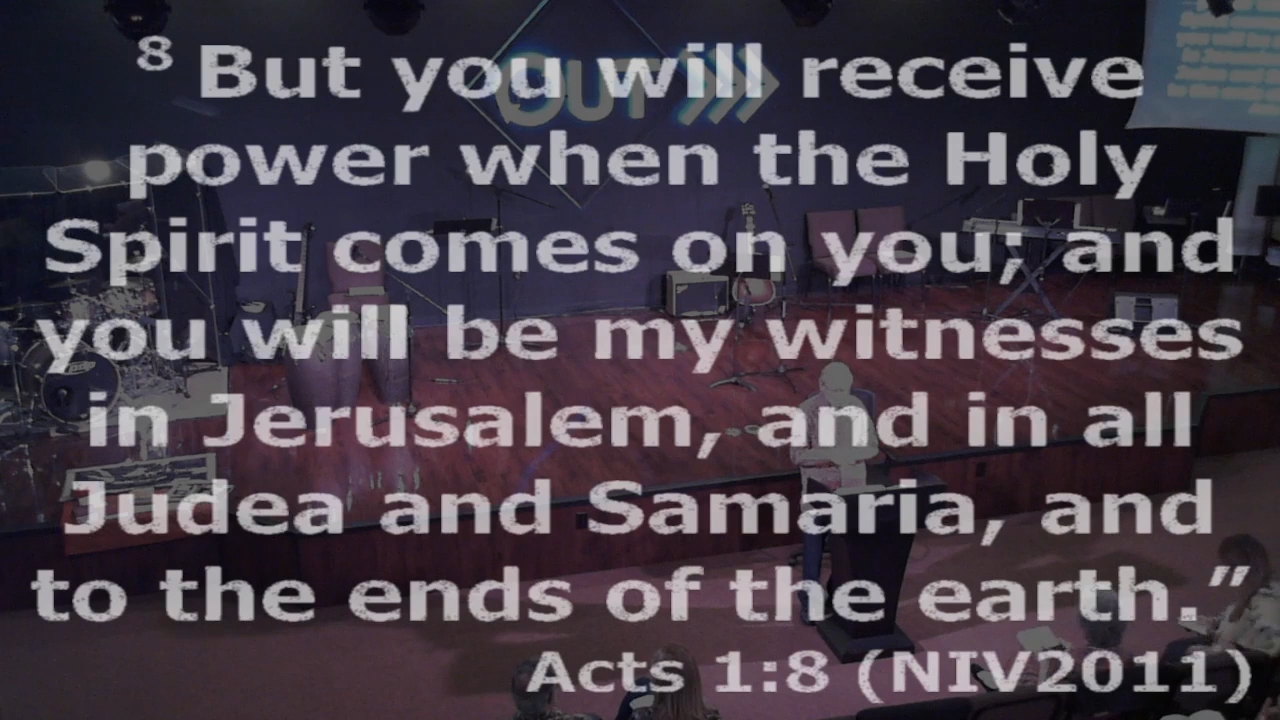 ⁸ But you will receive
power when the Holy
Spirit comes on you; and
you will be my witnesses
in Jerusalem, and in all
Judea and Samaria, and
to the ends of the earth.”
Acts 1:8 (NIV2011)
OUT